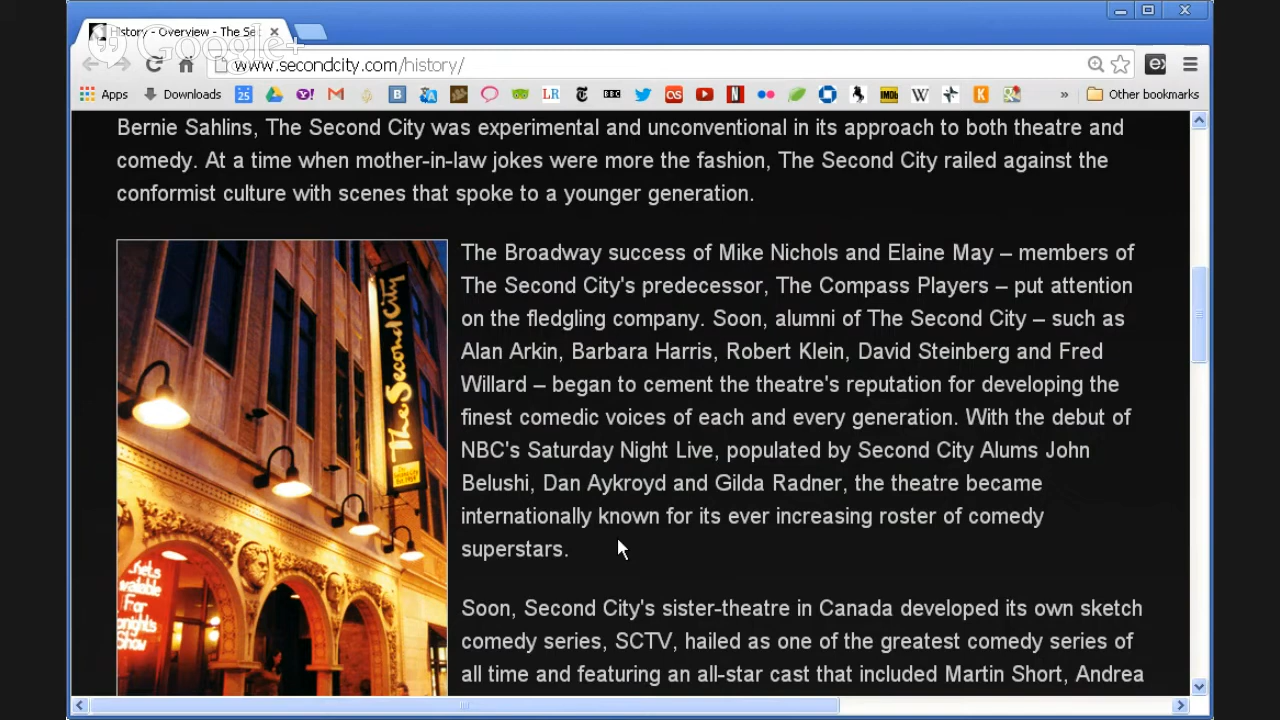 History - Overview - The Se
Google+
www.secondcity.com/history/
Apps
Downloads
25
Y!
B
LR
T
BBC
os
N
IMDb
W
K
»
Other bookmarks
Bernie Sahlins, The Second City was experimental and unconventional in its approach to both theatre and
comedy. At a time when mother-in-law jokes were more the fashion, The Second City railed against the
conformist culture with scenes that spoke to a younger generation.
The Broadway success of Mike Nichols and Elaine May – members of
The Second City's predecessor, The Compass Players – put attention
on the fledgling company. Soon, alumni of The Second City – such as
Alan Arkin, Barbara Harris, Robert Klein, David Steinberg and Fred
Willard – began to cement the theatre's reputation for developing the
finest comedic voices of each and every generation. With the debut of
NBC's Saturday Night Live, populated by Second City Alums John
Belushi, Dan Aykroyd and Gilda Radner, the theatre became
internationally known for its ever increasing roster of comedy
superstars.
Soon, Second City's sister-theatre in Canada developed its own sketch
comedy series, SCTV, hailed as one of the greatest comedy series of
all time and featuring an all-star cast that included Martin Short, Andrea
The Second City
Available
For
Show